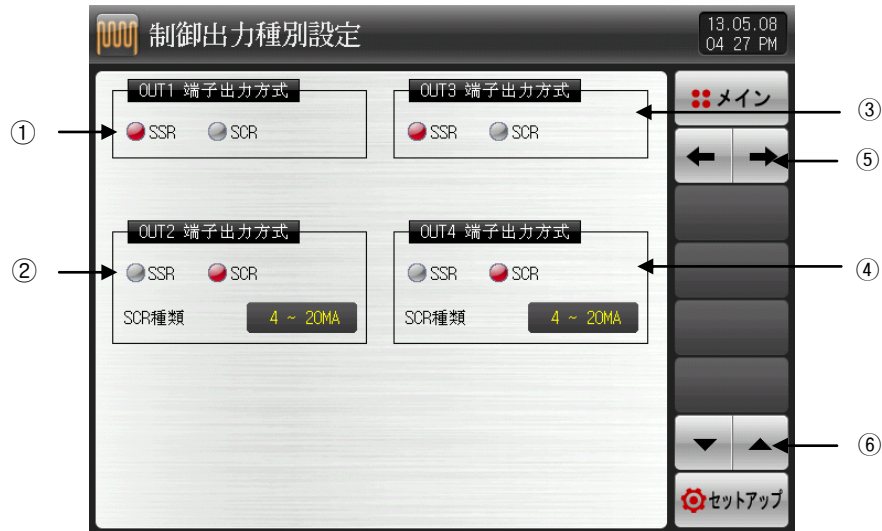 制御出力種別設定
13.05.08
04 27 PM
OUT1 端子出力方式
SSR SCR
OUT3 端子出力方式
SSR SCR
メイン
①
③
⑤
OUT2 端子出力方式
SSR SCR
SCR種類 4 ~ 20MA
OUT4 端子出力方式
SSR SCR
SCR種類 4 ~ 20MA
②
④
⑥
セットアップ